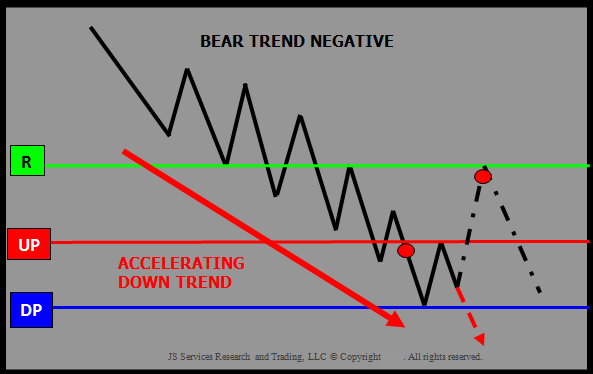 BEAR TREND NEGATIVE
R
UP
ACCELERATING
DOWN TREND
DP
JS Services Research and Trading, LLC © Copyright . All rights reserved.